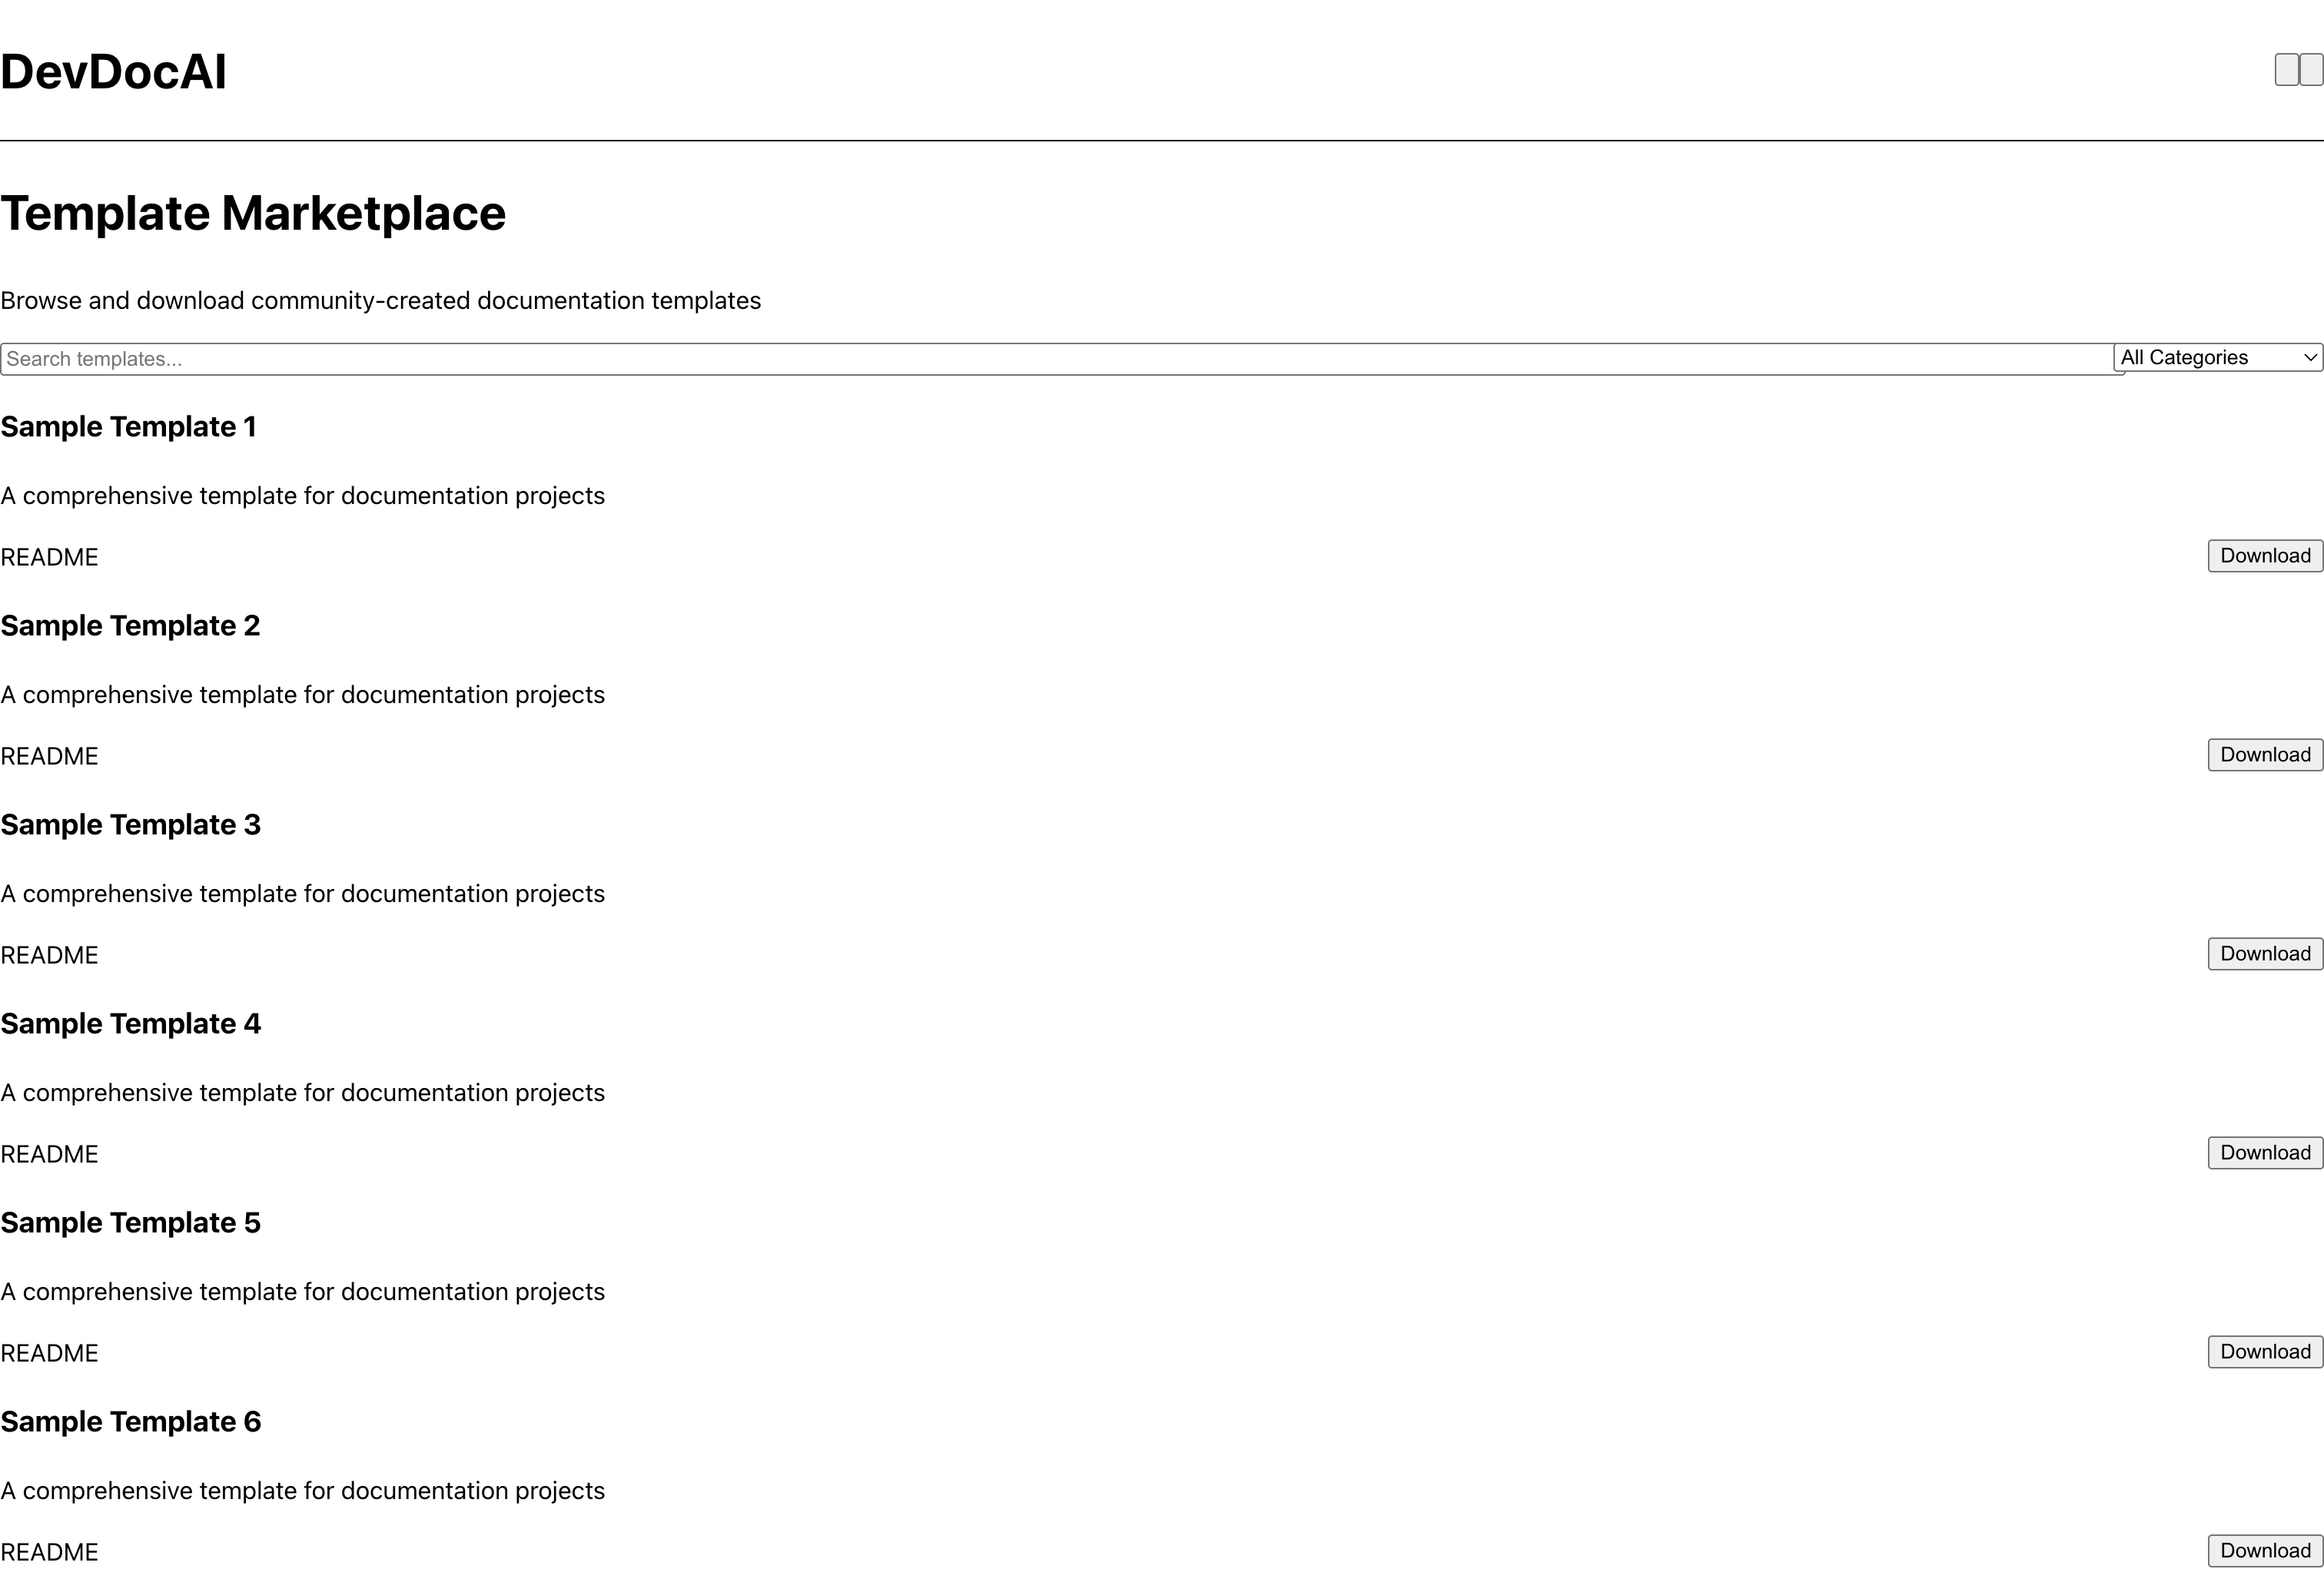 DevDocAI
Template Marketplace
Browse and download community-created documentation templates
Search templates...
All Categories
Sample Template 1
A comprehensive template for documentation projects
README
Download
Sample Template 2
A comprehensive template for documentation projects
README
Download
Sample Template 3
A comprehensive template for documentation projects
README
Download
Sample Template 4
A comprehensive template for documentation projects
README
Download
Sample Template 5
A comprehensive template for documentation projects
README
Download
Sample Template 6
A comprehensive template for documentation projects
README
Download